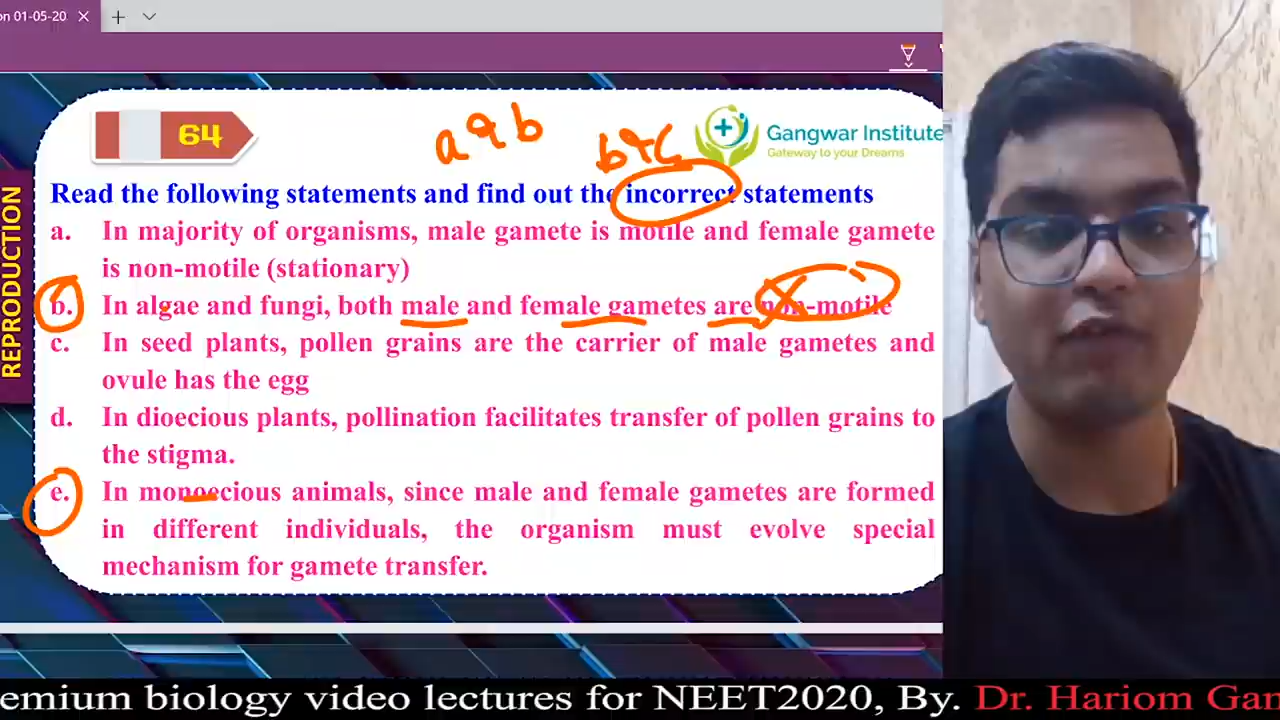 on 01-05-20
64
a & b
b & c
Gangwar Institute
Gateway to your Dreams
REPRODUCTION
Read the following statements and find out the incorrect statements
a. In majority of organisms, male gamete is motile and female gamete
is non-motile (stationary)
b. In algae and fungi, both male and female gametes are non-motile
c. In seed plants, pollen grains are the carrier of male gametes and
ovule has the egg
d. In dioecious plants, pollination facilitates transfer of pollen grains to
the stigma.
e. In monoecious animals, since male and female gametes are formed
in different individuals, the organism must evolve special
mechanism for gamete transfer.
emium biology video lectures for NEET2020, By. Dr. Hariom Gan